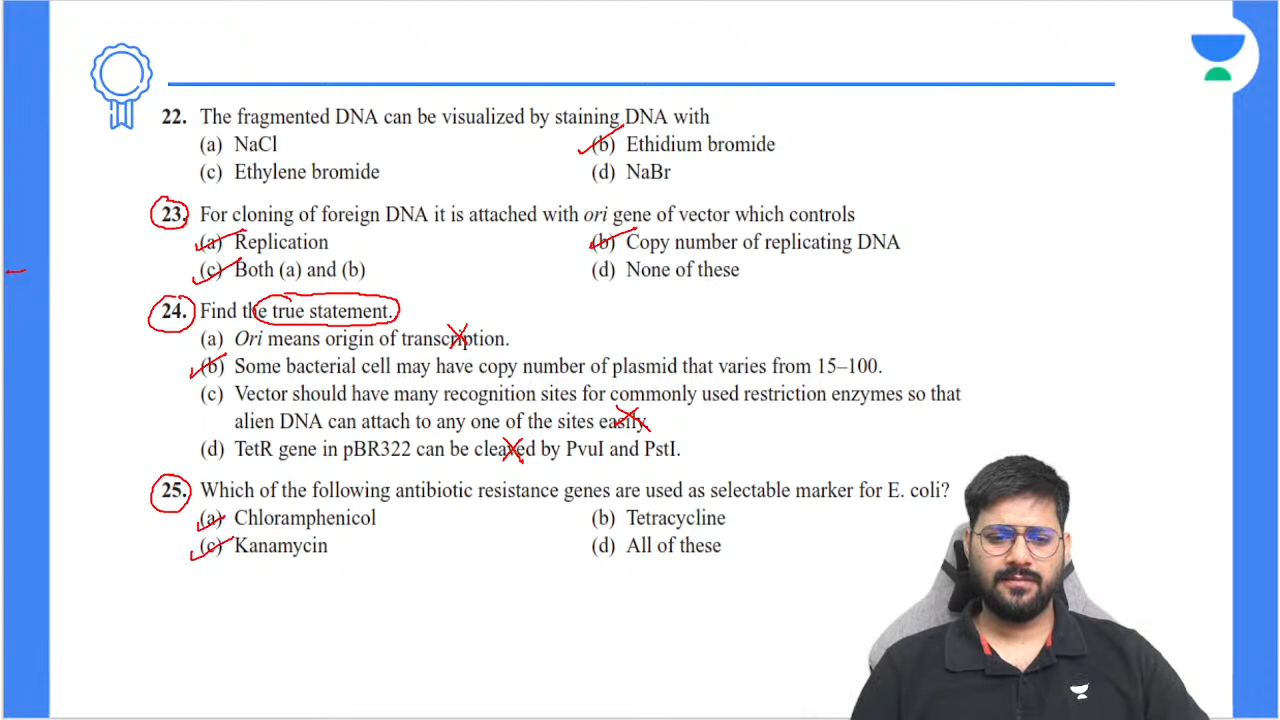 22. The fragmented DNA can be visualized by staining DNA with
(a) NaCl (b) Ethidium bromide
(c) Ethylene bromide (d) NaBr
23. For cloning of foreign DNA it is attached with ori gene of vector which controls
(a) Replication (b) Copy number of replicating DNA
(c) Both (a) and (b) (d) None of these
24. Find the true statement.
(a) Ori means origin of transcription.
(b) Some bacterial cell may have copy number of plasmid that varies from 15–100.
(c) Vector should have many recognition sites for commonly used restriction enzymes so that
alien DNA can attach to any one of the sites easily.
(d) TetR gene in pBR322 can be cleaved by PvuI and PstI.
25. Which of the following antibiotic resistance genes are used as selectable marker for E. coli?
(a) Chloramphenicol (b) Tetracycline
(c) Kanamycin (d) All of these